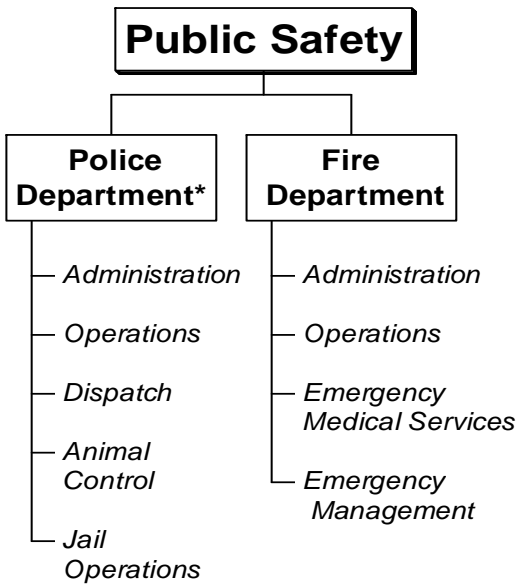 Public Safety
Police
Department*
Administration
Operations
Dispatch
Animal
Control
Jail
Operations
Fire
Department
Administration
Operations
Emergency
Medical Services
Emergency
Management